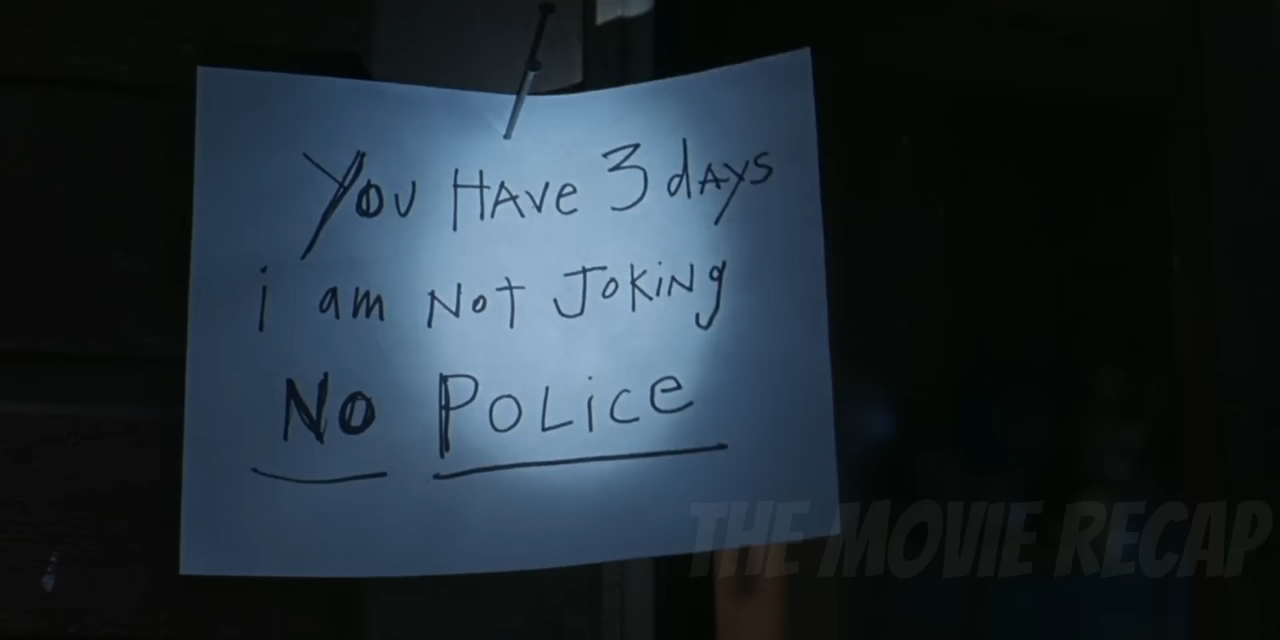 You HAve 3 dAys
i am Not JokiNg
No PoLice
THE MOVIE RECAP